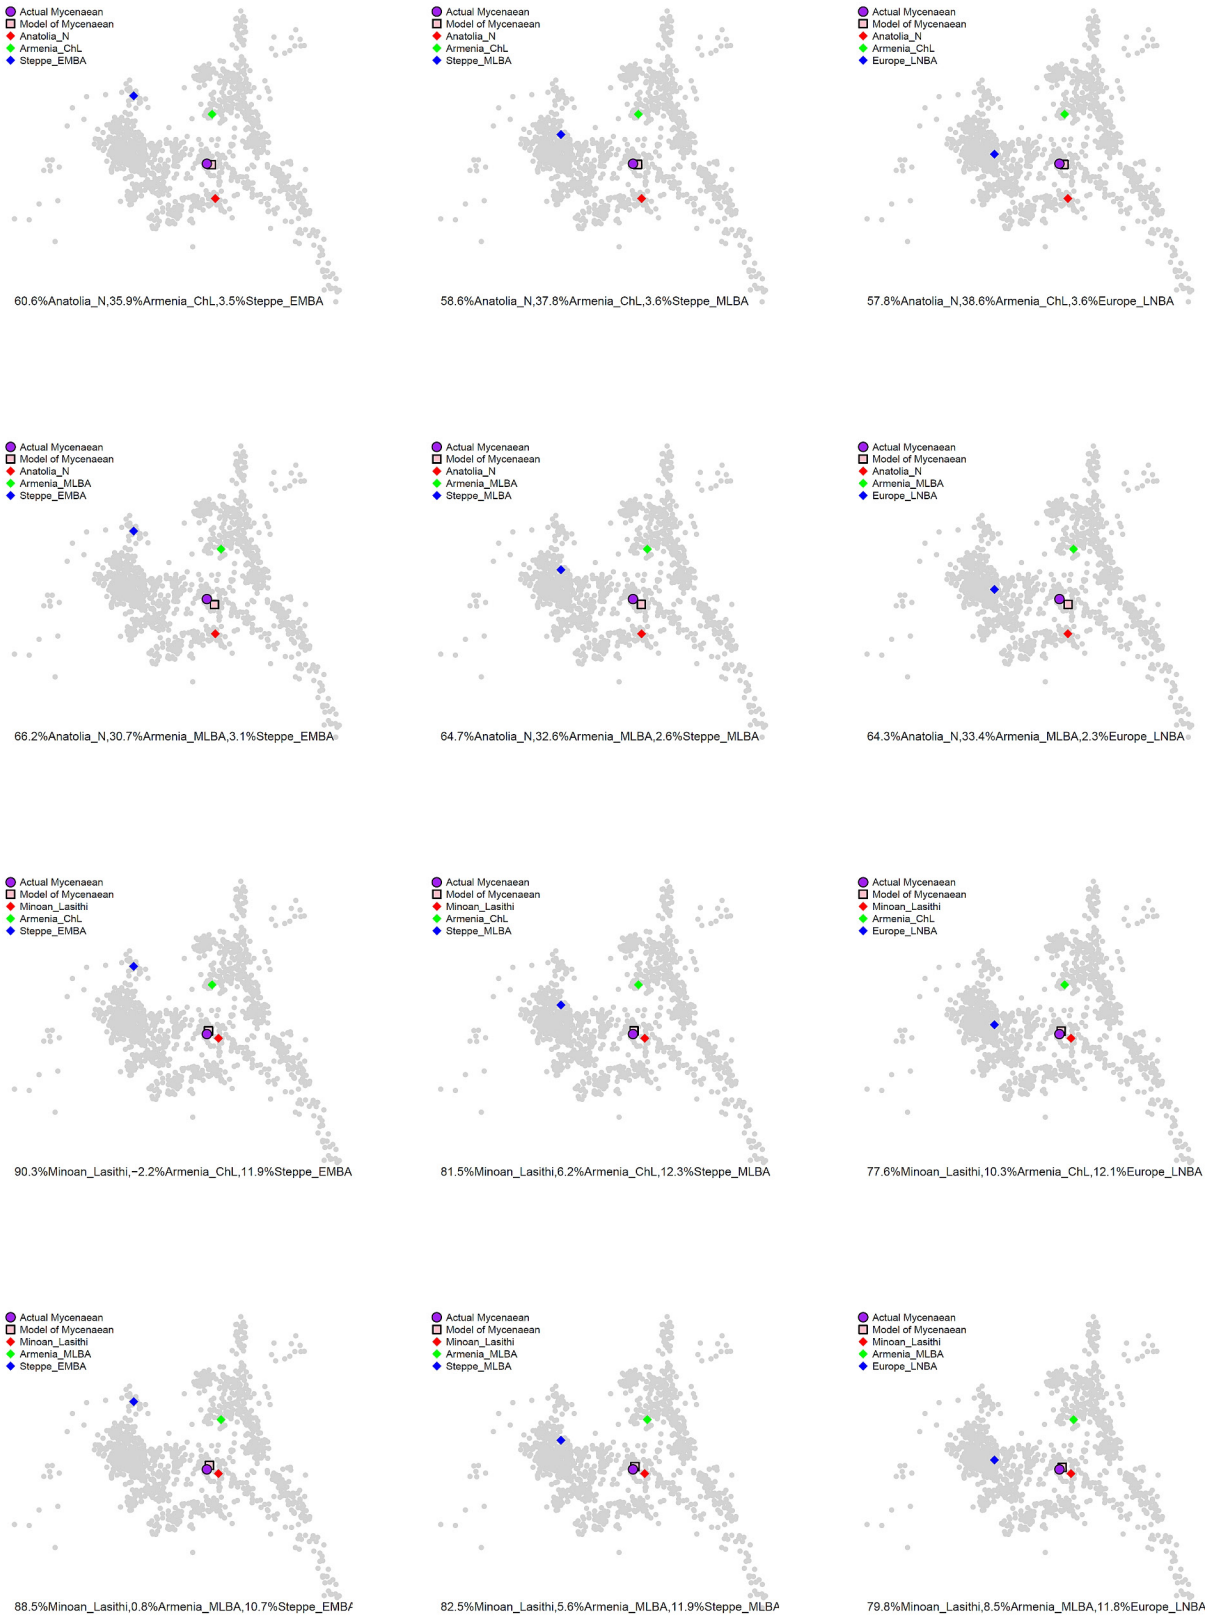 Actual Mycenaean
Model of Mycenaean
Anatolia_N
Armenia_ChL
Steppe_EMBA
60.6%Anatolia_N,35.9%Armenia_ChL,3.5%Steppe_EMBA
Actual Mycenaean
Model of Mycenaean
Anatolia_N
Armenia_ChL
Steppe_MLBA
58.6%Anatolia_N,37.8%Armenia_ChL,3.6%Steppe_MLBA
Actual Mycenaean
Model of Mycenaean
Anatolia_N
Armenia_ChL
Europe_LNBA
57.8%Anatolia_N,38.6%Armenia_ChL,3.6%Europe_LNBA
Actual Mycenaean
Model of Mycenaean
Anatolia_N
Armenia_MLBA
Steppe_EMBA
66.2%Anatolia_N,30.7%Armenia_MLBA,3.1%Steppe_EMBA
Actual Mycenaean
Model of Mycenaean
Anatolia_N
Armenia_MLBA
Steppe_MLBA
64.7%Anatolia_N,32.6%Armenia_MLBA,2.6%Steppe_MLBA
Actual Mycenaean
Model of Mycenaean
Anatolia_N
Armenia_MLBA
Europe_LNBA
64.3%Anatolia_N,33.4%Armenia_MLBA,2.3%Europe_LNBA
Actual Mycenaean
Model of Mycenaean
Minoan_Lasithi
Armenia_ChL
Steppe_EMBA
90.3%Minoan_Lasithi,−2.2%Armenia_ChL,11.9%Steppe_EMBA
Actual Mycenaean
Model of Mycenaean
Minoan_Lasithi
Armenia_ChL
Steppe_MLBA
81.5%Minoan_Lasithi,6.2%Armenia_ChL,12.3%Steppe_MLBA
Actual Mycenaean
Model of Mycenaean
Minoan_Lasithi
Armenia_ChL
Europe_LNBA
77.6%Minoan_Lasithi,10.3%Armenia_ChL,12.1%Europe_LNBA
Actual Mycenaean
Model of Mycenaean
Minoan_Lasithi
Armenia_MLBA
Steppe_EMBA
88.5%Minoan_Lasithi,0.8%Armenia_MLBA,10.7%Steppe_EMBA
Actual Mycenaean
Model of Mycenaean
Minoan_Lasithi
Armenia_MLBA
Steppe_MLBA
82.5%Minoan_Lasithi,5.6%Armenia_MLBA,11.9%Steppe_MLBA
Actual Mycenaean
Model of Mycenaean
Minoan_Lasithi
Armenia_MLBA
Europe_LNBA
79.8%Minoan_Lasithi,8.5%Armenia_MLBA,11.8%Europe_LNBA